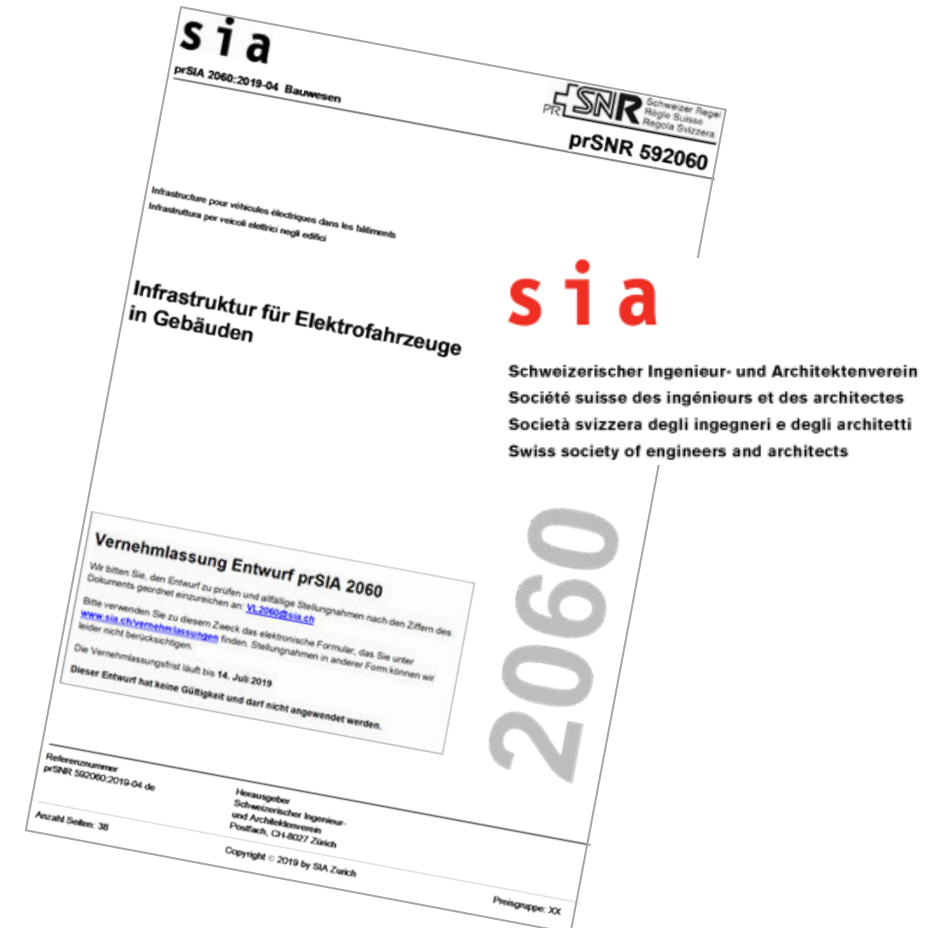 sia
prSIA 2060:2019-04 Bauwesen
PR SNR Schweizer Regel
Règle Suisse
Regola Svizzera
prSNR 592060
Infrastructure pour véhicules électriques dans les bâtiments
Infrastruttura per veicoli elettrici negli edifici
Infrastruktur für Elektrofahrzeuge
in Gebäuden
sia
Schweizerischer Ingenieur- und Architektenverein
Société suisse des ingénieurs et des architectes
Società svizzera degli ingegneri e degli architetti
Swiss society of engineers and architects
2060
Vernehmlassung Entwurf prSIA 2060
Wir bitten Sie, den Entwurf zu prüfen und allfällige Stellungnahmen nach den Ziffern des
Dokuments geordnet einzureichen an: VL2060@sia.ch
Bitte verwenden Sie zu diesem Zweck das elektronische Formular, das Sie unter
www.sia.ch/vernehmlassungen finden. Stellungnahmen in anderer Form können wir
leider nicht berücksichtigen.
Die Vernehmlassungsfrist läuft bis 14. Juli 2019
Dieser Entwurf hat keine Gültigkeit und darf nicht angewendet werden.
Referenznummer
prSNR 592060:2019-04 de
Herausgeber
Schweizerischer Ingenieur-
und Architektenverein
Postfach, CH-8027 Zürich
Anzahl Seiten: 38
Copyright © 2019 by SIA Zurich
Preisgruppe: XX